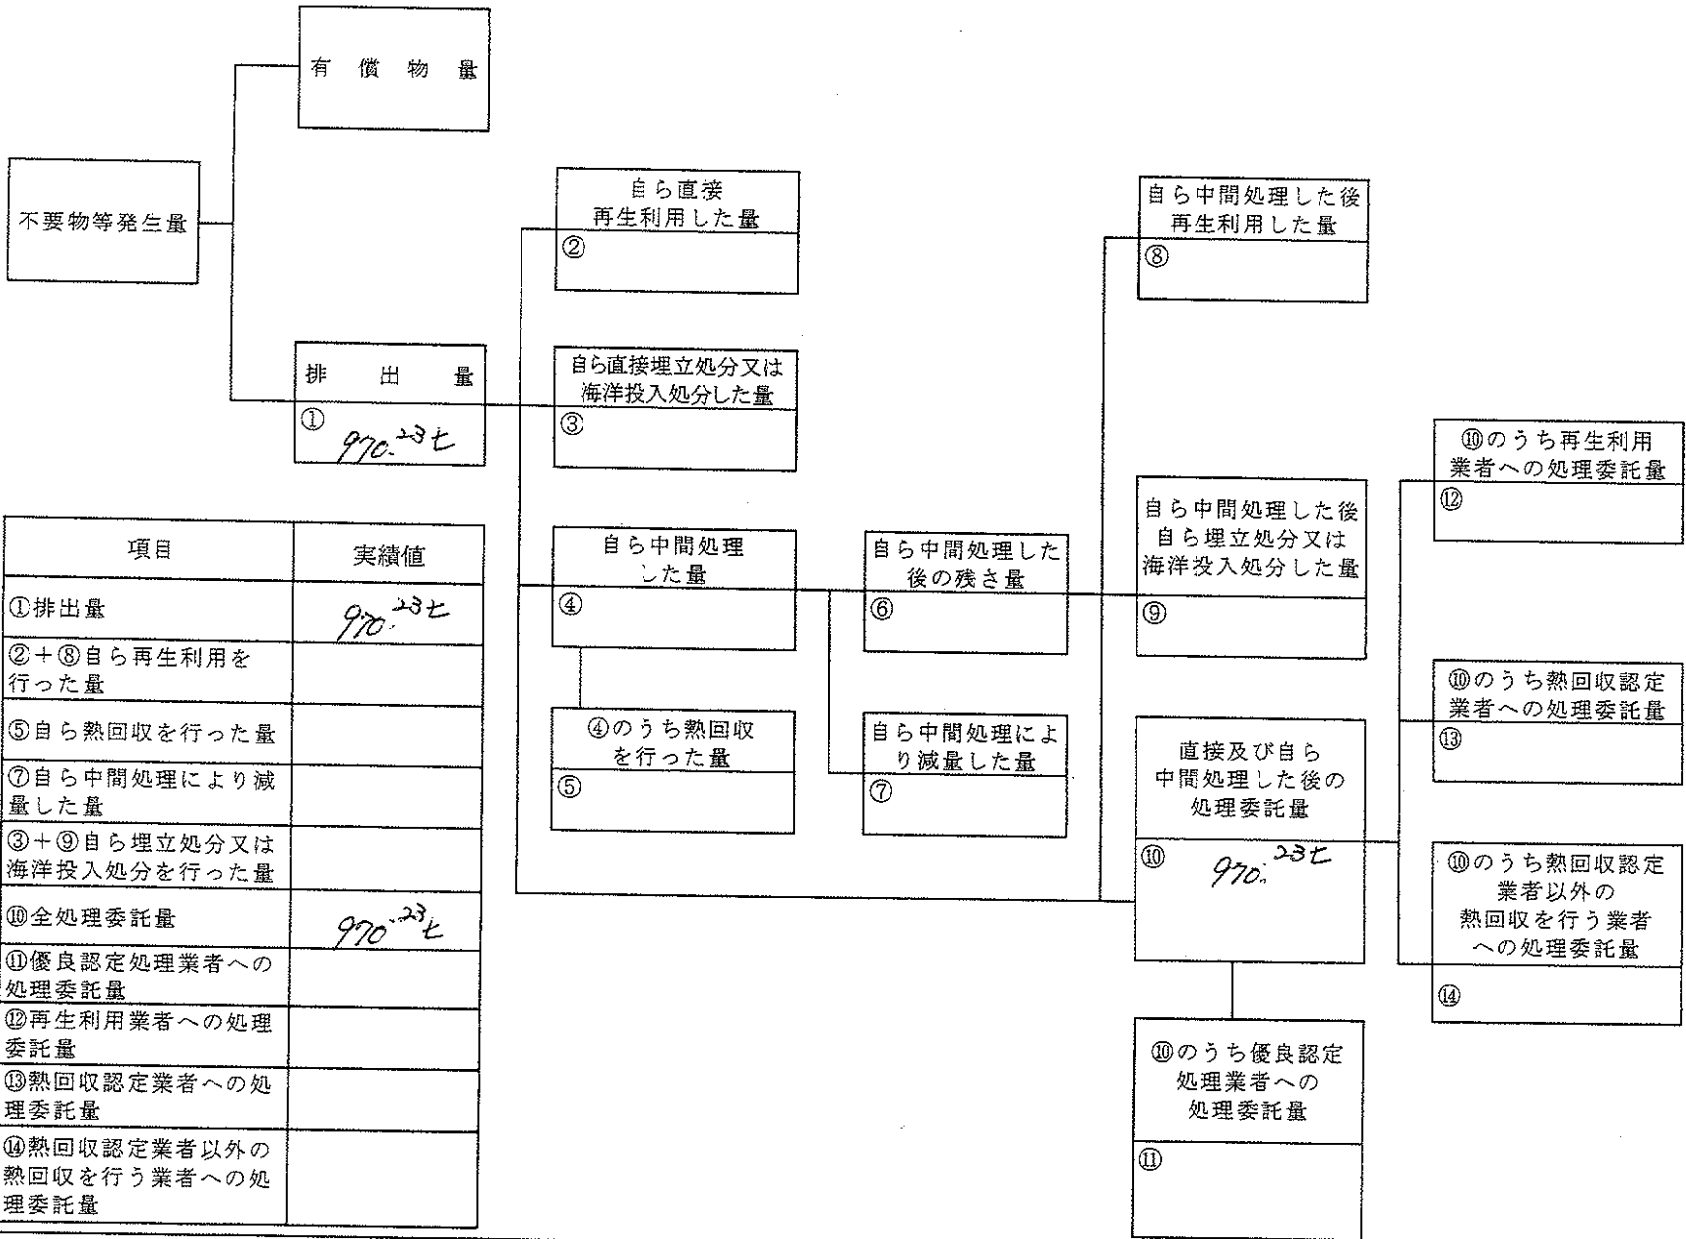 有償物量
不要物等発生量
排出量
① 970.23t
自ら直接
再生利用した量
②
自ら直接埋立処分又は
海洋投入処分した量
③
自ら中間処理
した量
④
④のうち熱回収
を行った量
⑤
自ら中間処理した
後の残さ量
⑥
自ら中間処理によ
り減量した量
⑦
自ら中間処理した後
再生利用した量
⑧
自ら中間処理した後
自ら埋立処分又は
海洋投入処分した量
⑨
直接及び自ら
中間処理した後の
処理委託量
⑩ 970.23t
⑩のうち優良認定
処理業者への
処理委託量
⑪
⑩のうち再生利用
業者への処理委託量
⑫
⑩のうち熱回収認定
業者への処理委託量
⑬
⑩のうち熱回収認定
業者以外の
熱回収を行う業者
への処理委託量
⑭
項目 実績値
①排出量 970.23t
②+⑧自ら再生利用を
行った量
⑤自ら熱回収を行った量
⑦自ら中間処理により減
量した量
③+⑨自ら埋立処分又は
海洋投入処分を行った量
⑩全処理委託量 970.23t
⑪優良認定処理業者への
処理委託量
⑫再生利用業者への処理
委託量
⑬熱回収認定業者への処
理委託量
⑭熱回収認定業者以外の
熱回収を行う業者への処
理委託量